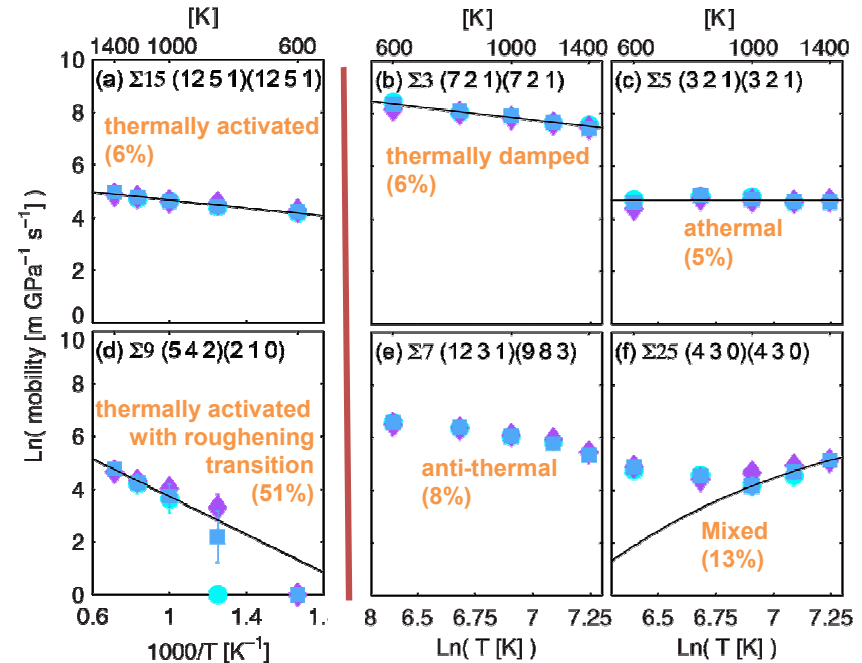 [K] [K] [K]
1400 1000 600 600 1000 1400 600 1000 1400
10
(a) Σ15 (12 5 1)(12 5 1)
(b) Σ3 (7 2 1)(7 2 1)
(c) Σ5 (3 2 1)(3 2 1)
thermally activated
(6%)
thermally damped
(6%)
athermal
(5%)
8
6
4
2
0
Ln( mobility [m GPa⁻¹ s⁻¹] )
10
(d) Σ9 (5 4 2)(2 1 0)
(e) Σ7 (12 3 1)(9 8 3)
(f) Σ25 (4 3 0)(4 3 0)
thermally activated
with roughening
transition
(51%)
anti-thermal
(8%)
Mixed
(13%)
8
6
4
2
0
0.6 1 1.4 1. 8 6.5 6.75 7 7.25 6.5 6.75 7 7.25
1000/T [K⁻¹] Ln( T [K] ) Ln( T [K] )